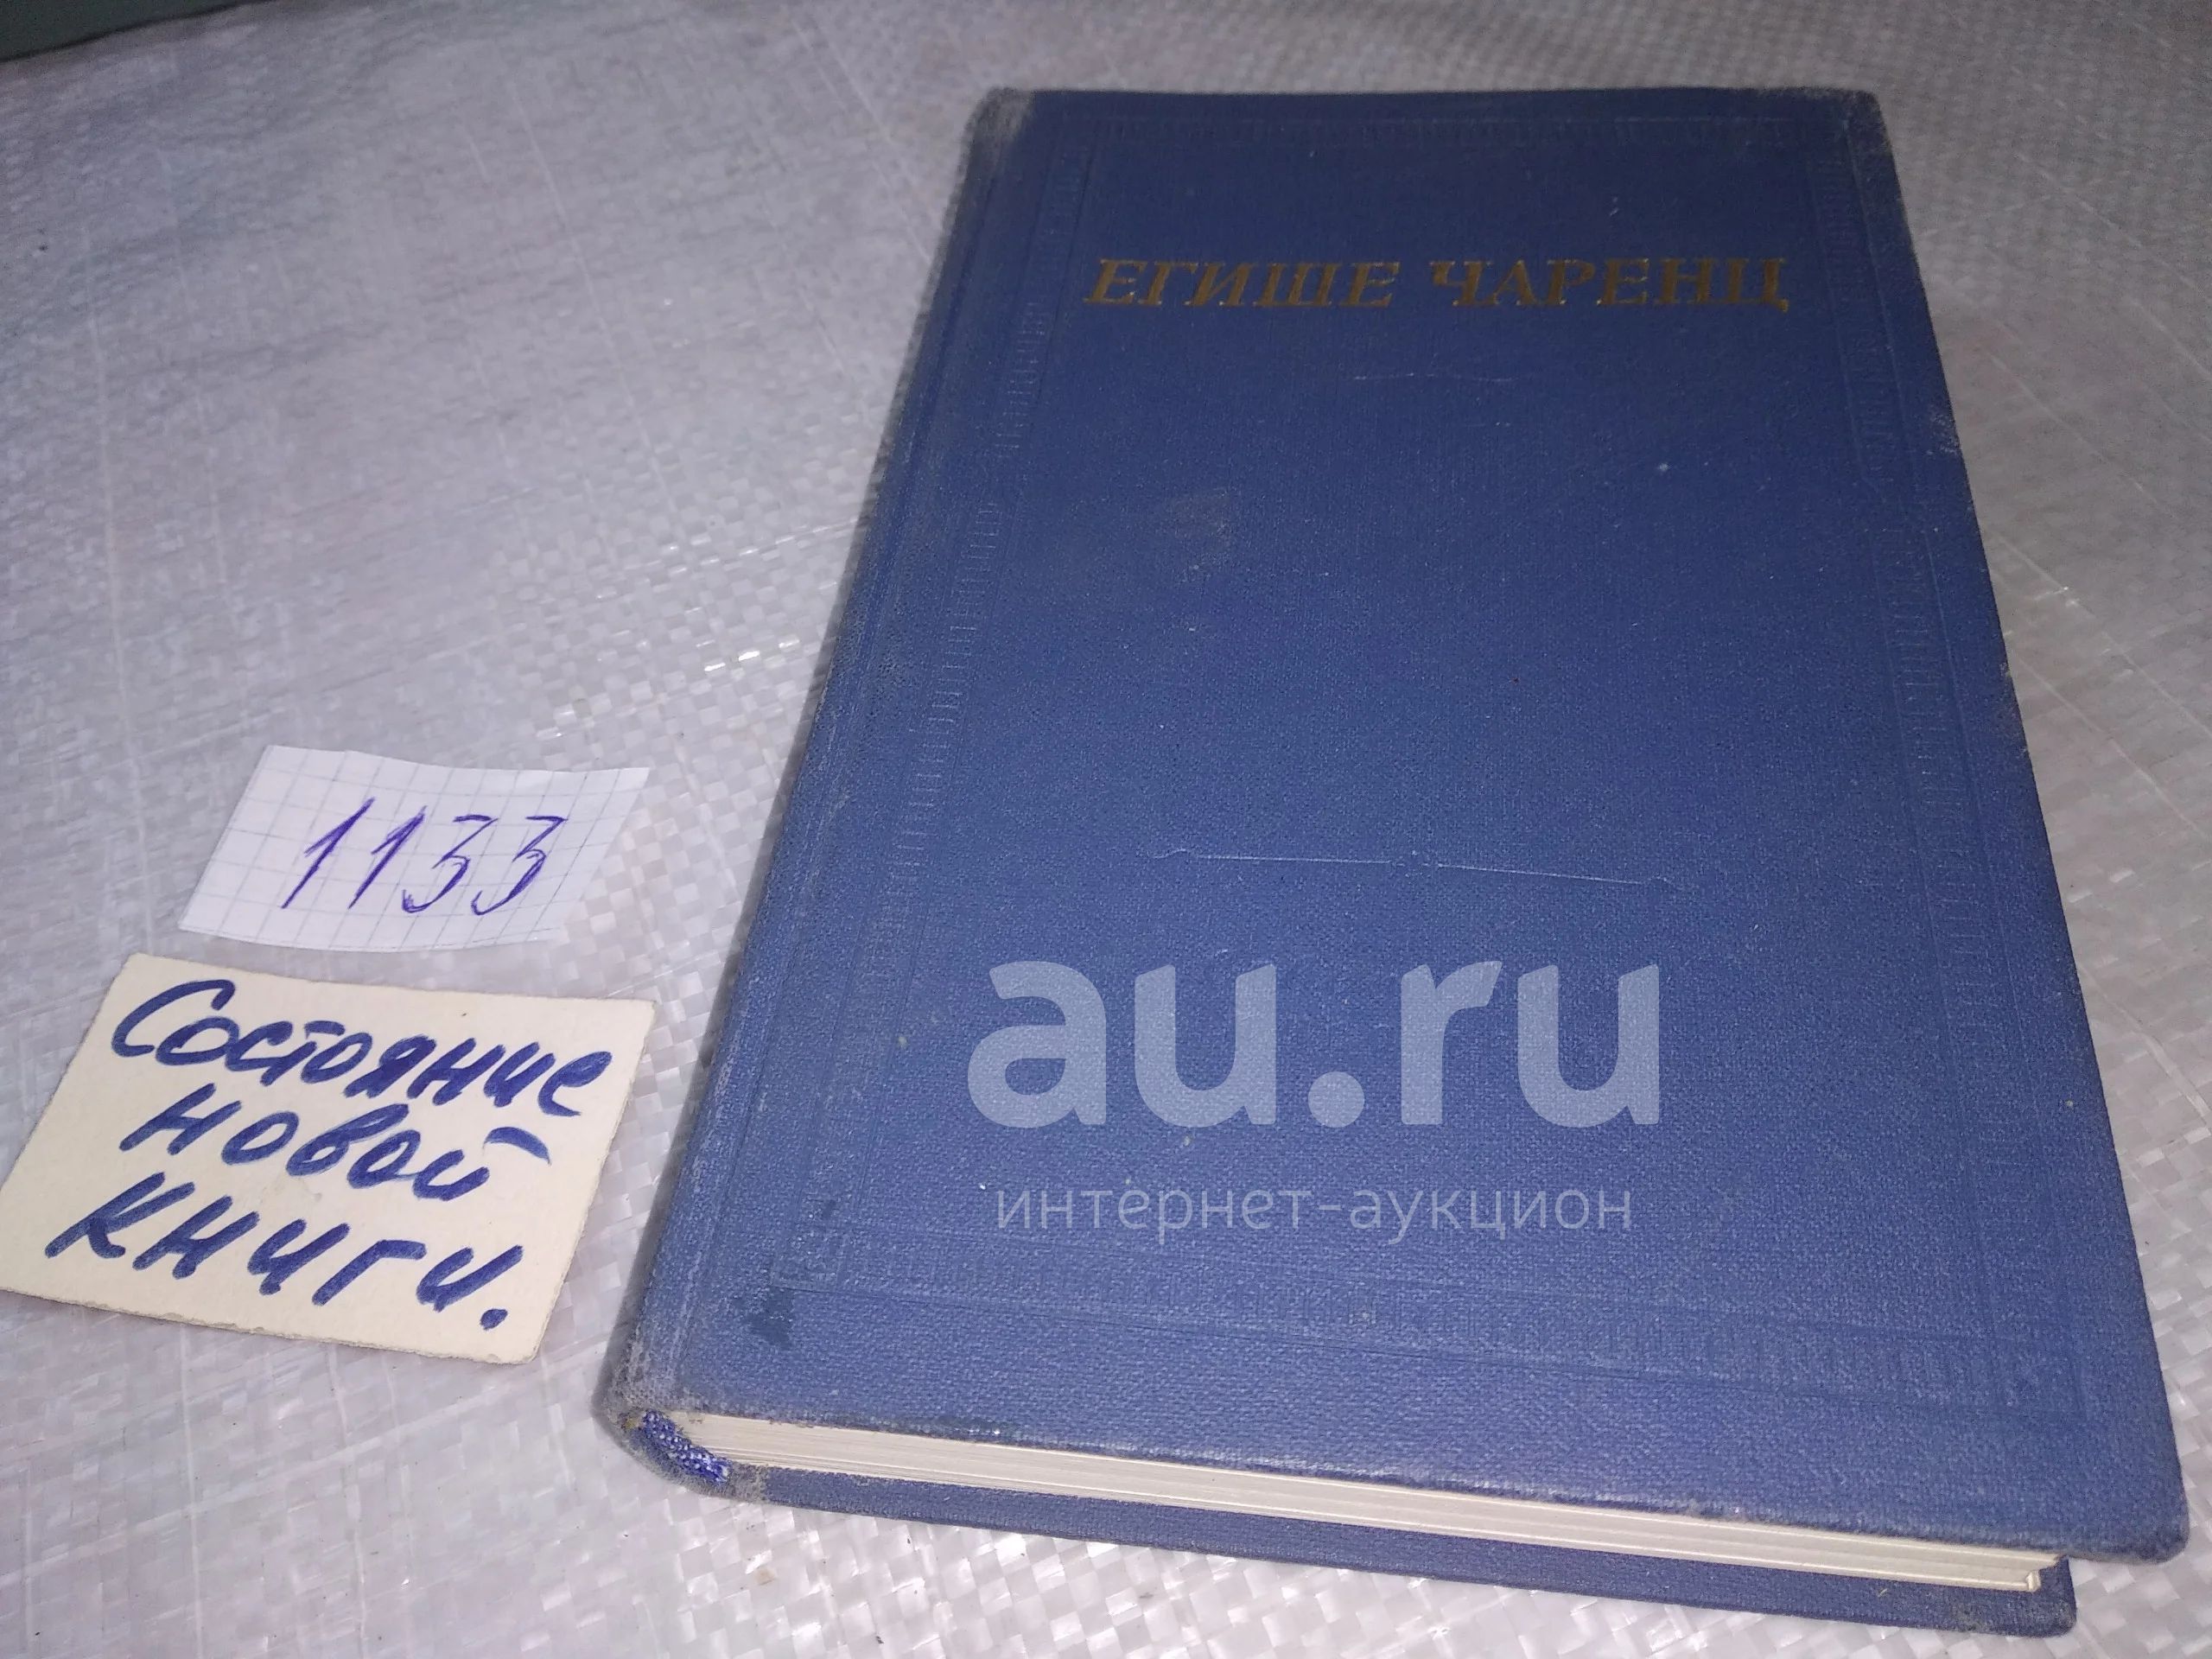 ЕГИШЕ ЧАРЕНЦ
1133
Состояние
новой
книги.
au.ru
интернет-аукцион